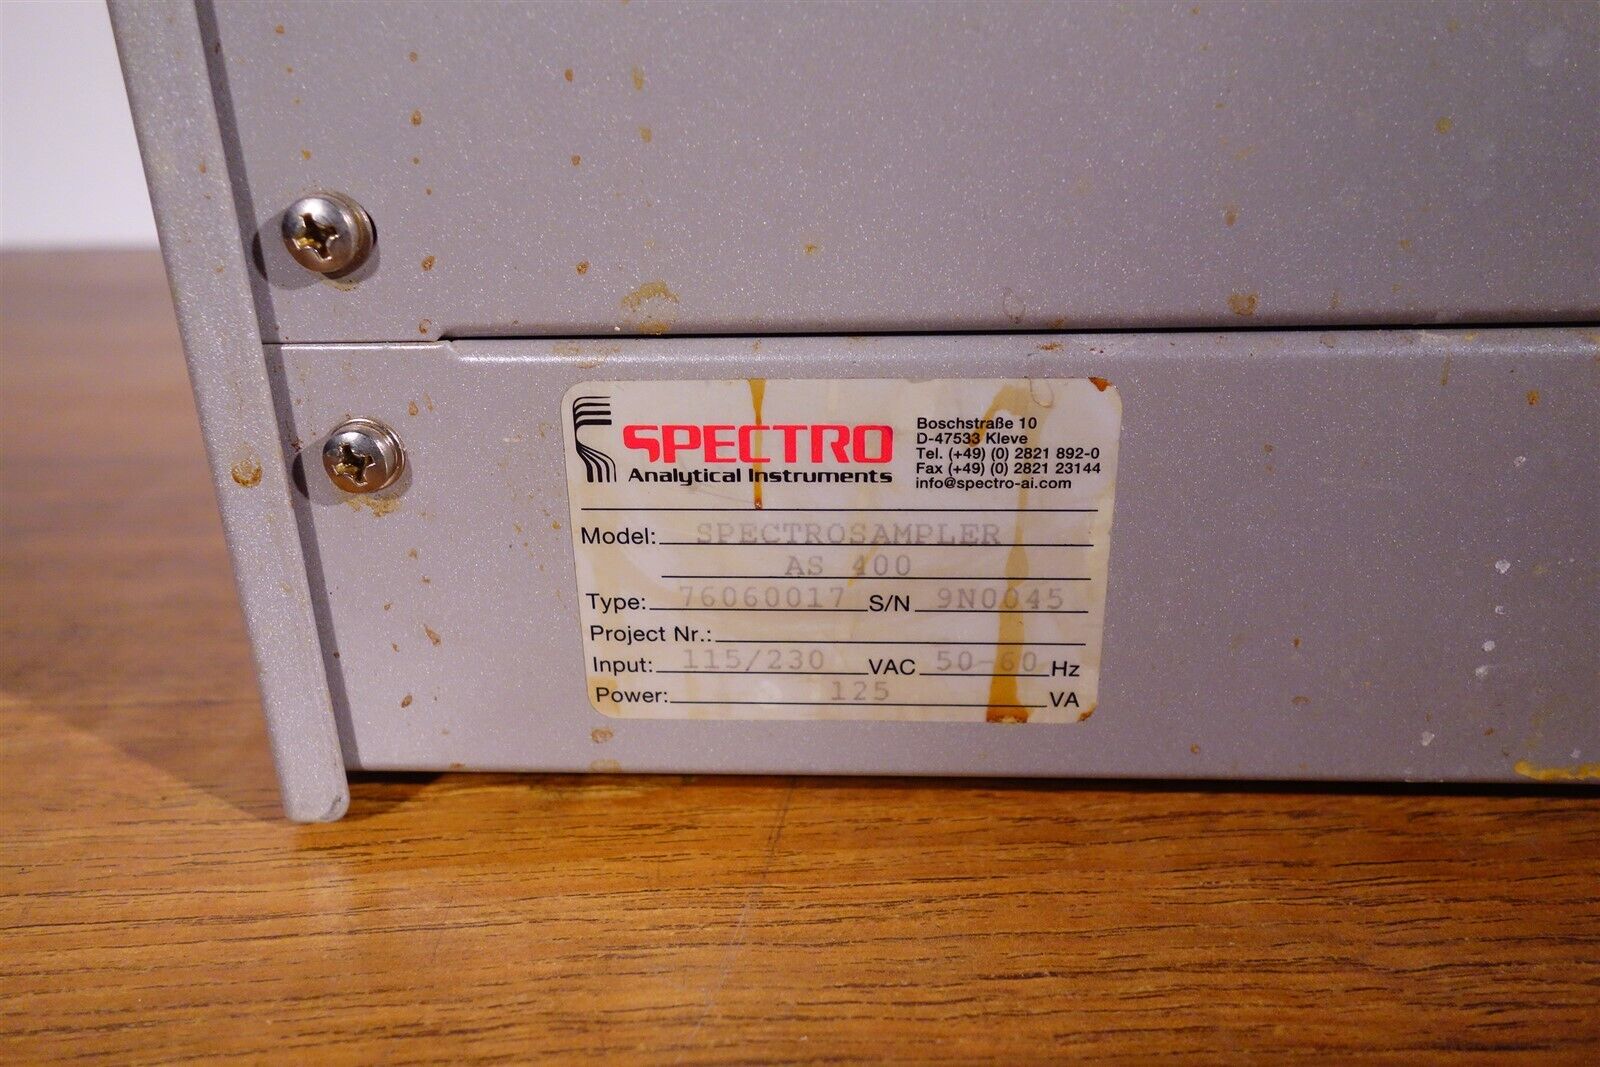 SPECTRO
Analytical Instruments
Boschstraße 10
D-47533 Kleve
Tel. (+49) (0) 2821 892-0
Fax (+49) (0) 2821 23144
info@spectro-ai.com
Model: SPECTROSAMPLER
AS 400
Type: 76060017 S/N 9N0045
Project Nr.:
Input: 115/230 VAC 50-60 Hz
Power: 125 VA